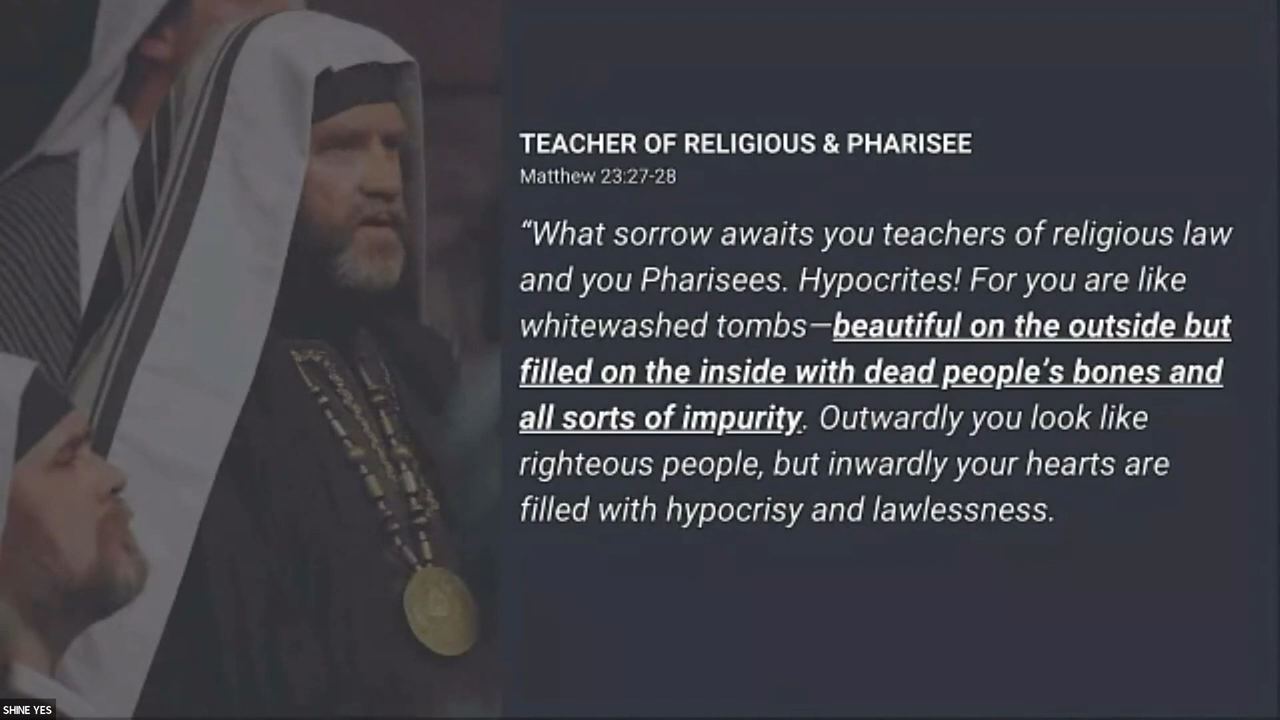 TEACHER OF RELIGIOUS & PHARISEE
Matthew 23:27-28
“What sorrow awaits you teachers of religious law
and you Pharisees. Hypocrites! For you are like
whitewashed tombs—beautiful on the outside but
filled on the inside with dead people’s bones and
all sorts of impurity. Outwardly you look like
righteous people, but inwardly your hearts are
filled with hypocrisy and lawlessness.
SHINE YES